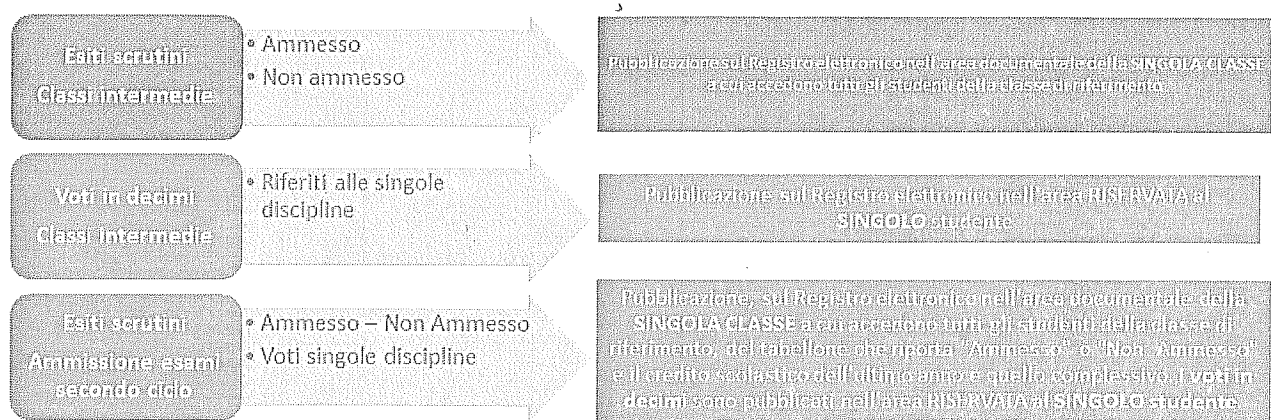 Esiti scrutini
Classi intermedie
• Ammesso
• Non ammesso
Pubblicazione sul Registro elettronico nell'area documentale della SINGOLA CLASSE
a cui accedono tutti gli studenti della classe di riferimento
Voti in decimi
Classi Intermedie
• Riferiti alle singole
discipline
Pubblicazione sul Registro elettronico nell'area RISERVATA al
SINGOLO studente
Esiti scrutini
Ammissione esami
secondo ciclo
• Ammesso – Non Ammesso
• Voti singole discipline
Pubblicazione, sul Registro elettronico nell'area documentale della
SINGOLA CLASSE a cui accedono tutti gli studenti della classe di
riferimento, del tabellone che riporta "Ammesso" o "Non Ammesso"
e il credito scolastico dell'ultimo anno e quello complessivo. I voti in
decimi sono pubblicati nell'area RISERVATA al SINGOLO studente